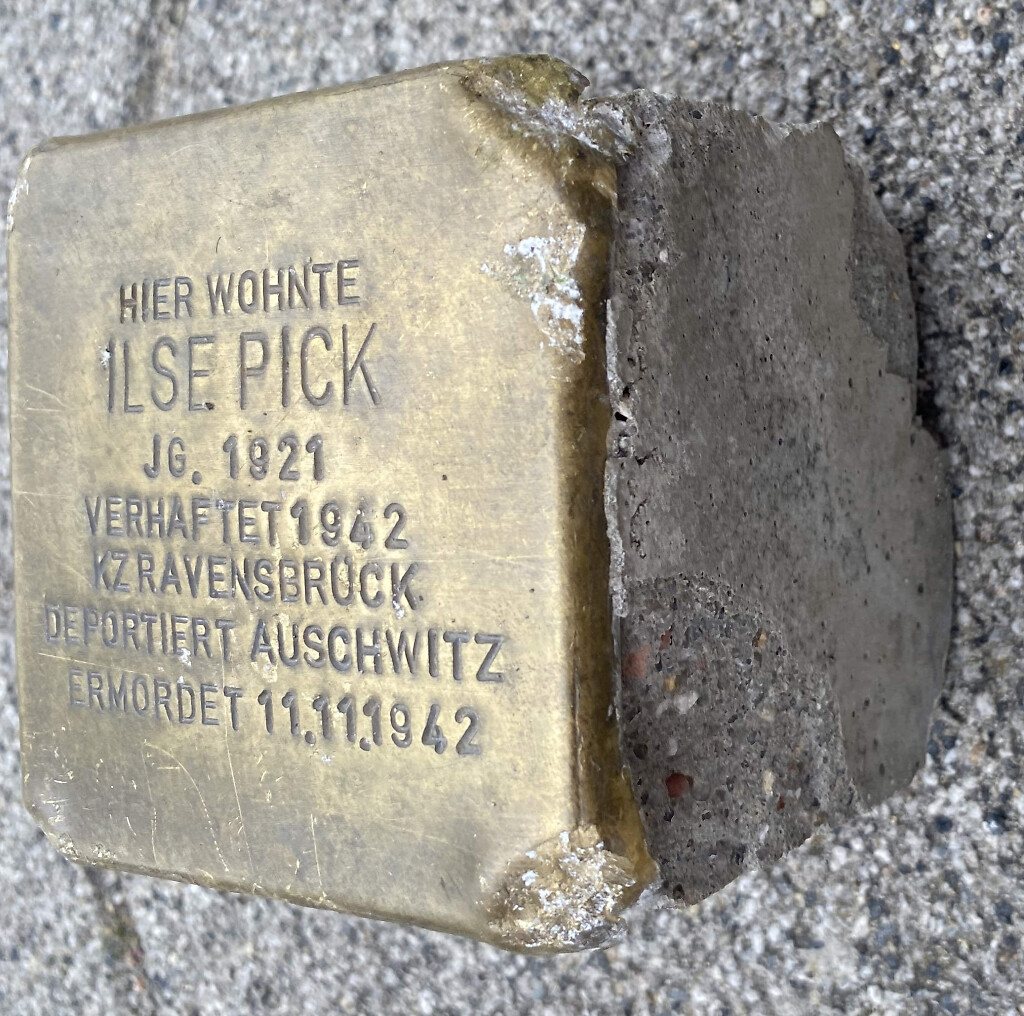 HIER WOHNTE
ILSE PICK
JG. 1921
VERHAFTET 1942
KZ RAVENSBRÜCK
DEPORTIERT AUSCHWITZ
ERMORDET 11.11.1942